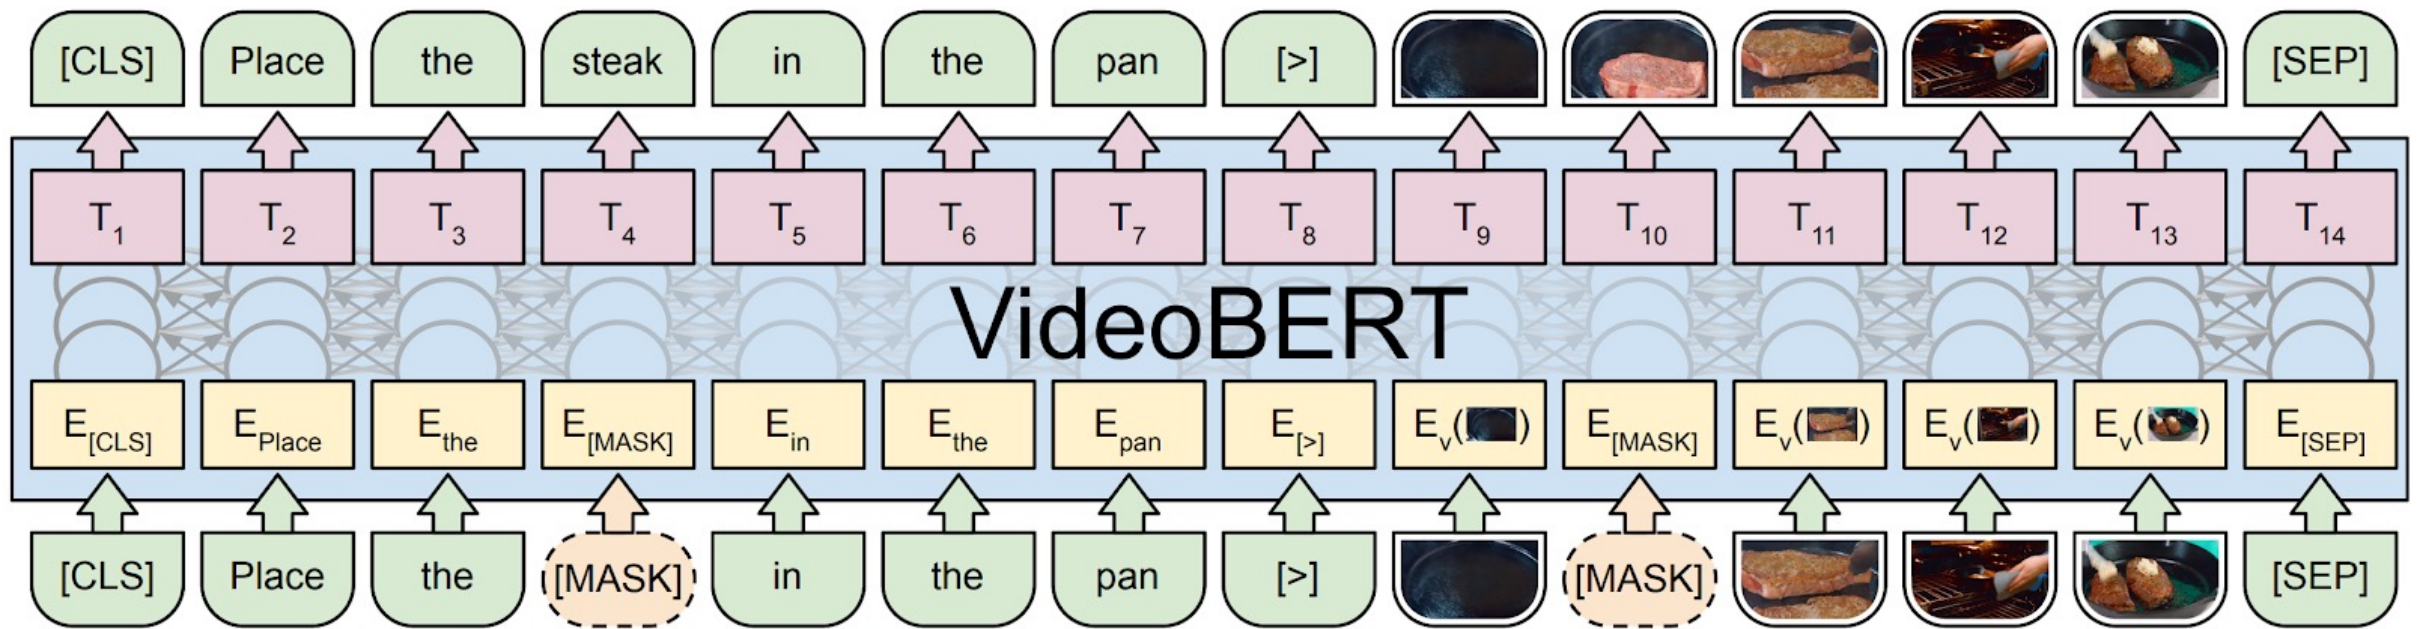 [CLS] Place the steak in the pan [>] [SEP]
T1 T2 T3 T4 T5 T6 T7 T8 T9 T10 T11 T12 T13 T14
VideoBERT
E[CLS] EPlace Ethe E[MASK] Ein Ethe Epan E[>] Ev( ) E[MASK] Ev( ) Ev( ) Ev( ) E[SEP]
[CLS] Place the [MASK] in the pan [>] [MASK] [SEP]